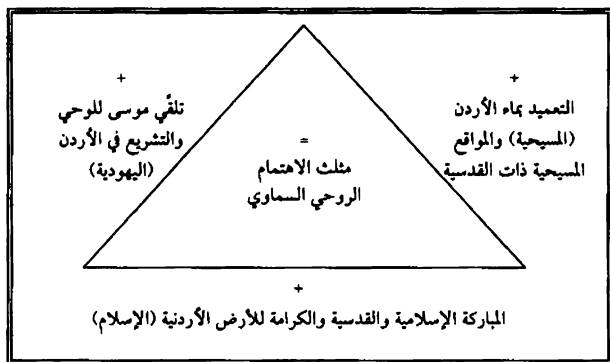 +
التعميد بماء الأردن
(المسيحية) والمواقع
المسيحية ذات القدسية
+
تلقّي موسى للوحي
والتشريع في الأردن
(اليهودية)
=
مثلث الاهتمام
الروحي السماوي
+
المباركة الإسلامية والقدسية والكرامة للأرض الأردنية (الإسلام)